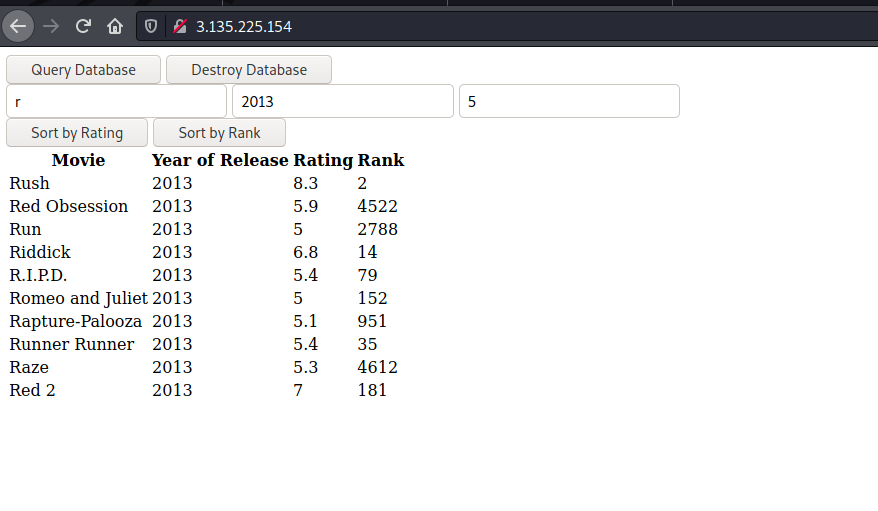 3.135.225.154
Query Database Destroy Database
r 2013 5
Sort by Rating Sort by Rank
Movie Year of Release Rating Rank
Rush 2013 8.3 2
Red Obsession 2013 5.9 4522
Run 2013 5 2788
Riddick 2013 6.8 14
R.I.P.D. 2013 5.4 79
Romeo and Juliet 2013 5 152
Rapture-Palooza 2013 5.1 951
Runner Runner 2013 5.4 35
Raze 2013 5.3 4612
Red 2 2013 7 181